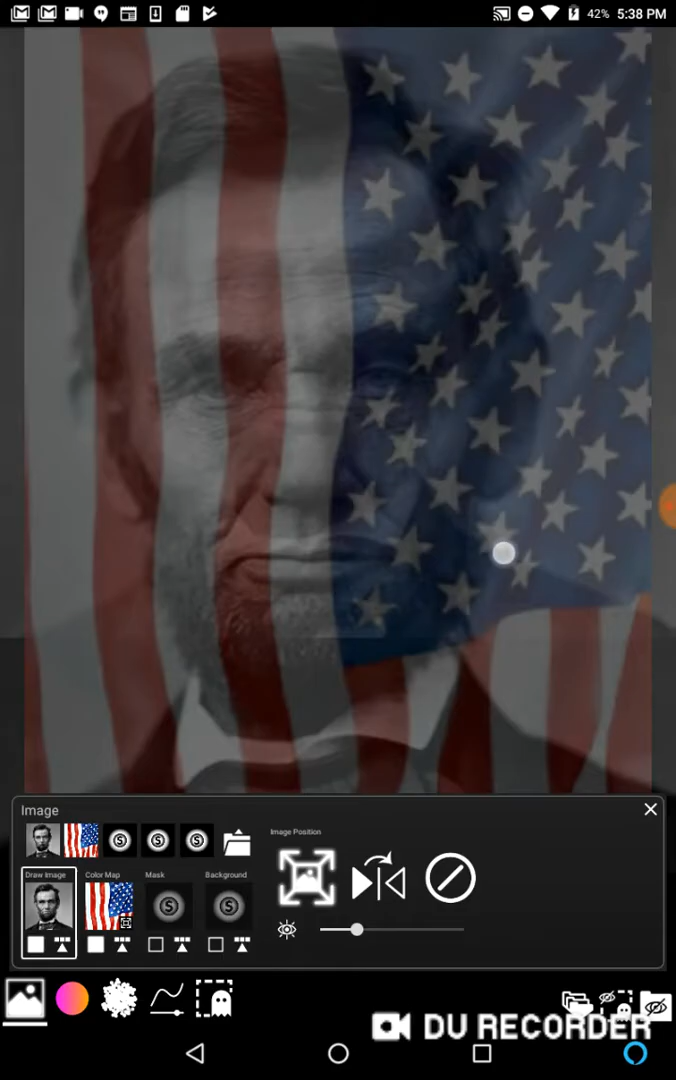 42% 5:38 PM
Image
Image Position
Draw Image Color Map Mask Background
DU RECORDER